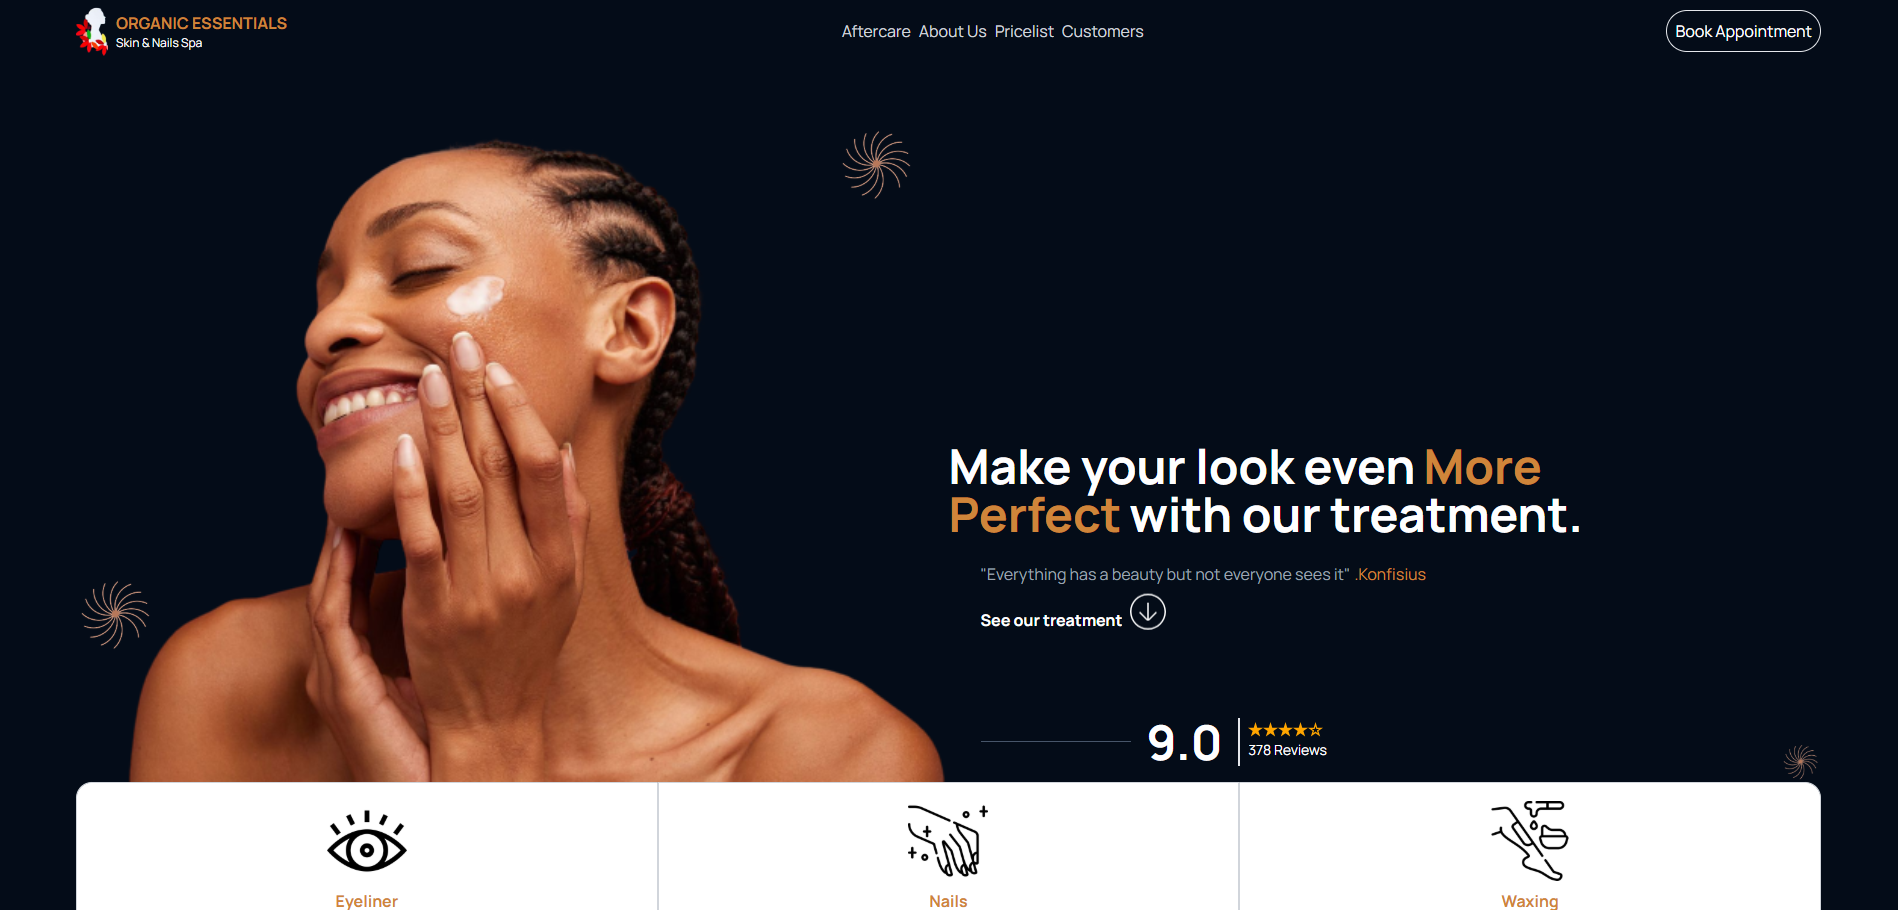 ORGANIC ESSENTIALS
Skin & Nails Spa
Aftercare About Us Pricelist Customers
Book Appointment
Make your look even More
Perfect with our treatment.
"Everything has a beauty but not everyone sees it" .Konfisius
See our treatment
9.0
★★★★☆
378 Reviews
Eyeliner
Nails
Waxing